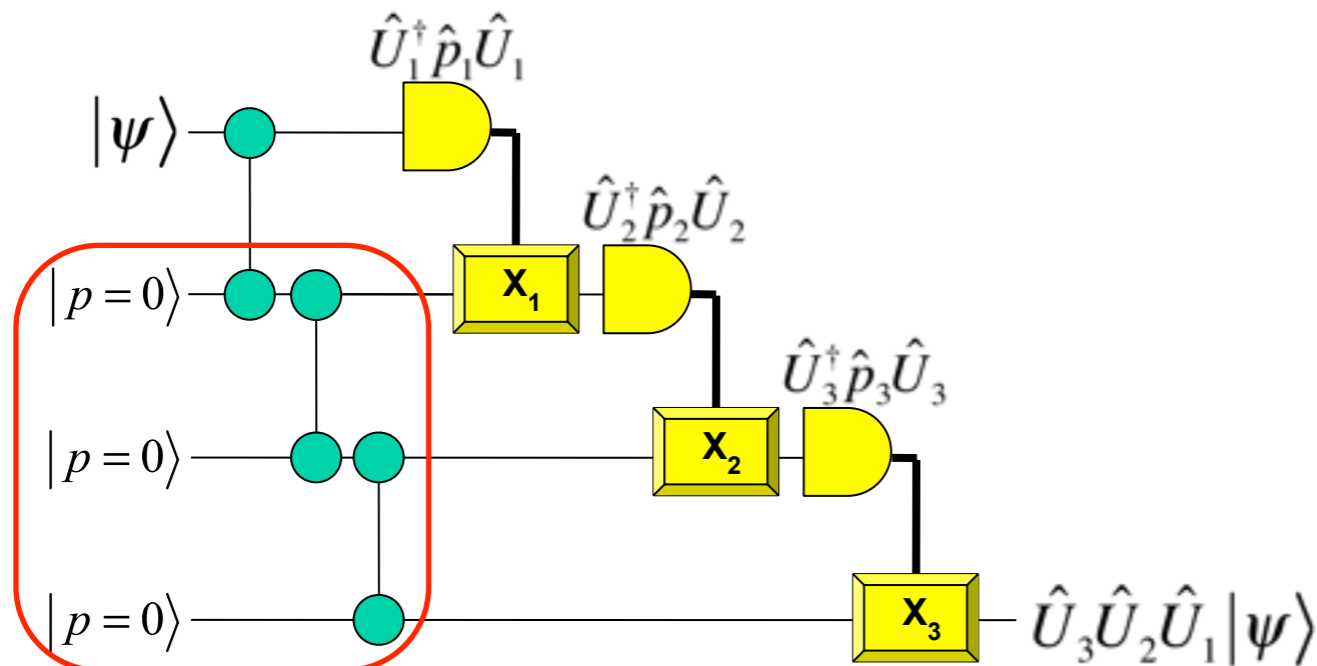 Û₁†p̂₁Û₁
|ψ⟩
Û₂†p̂₂Û₂
|p = 0⟩
X₁
Û₃†p̂₃Û₃
|p = 0⟩
X₂
|p = 0⟩
X₃
Û₃Û₂Û₁|ψ⟩